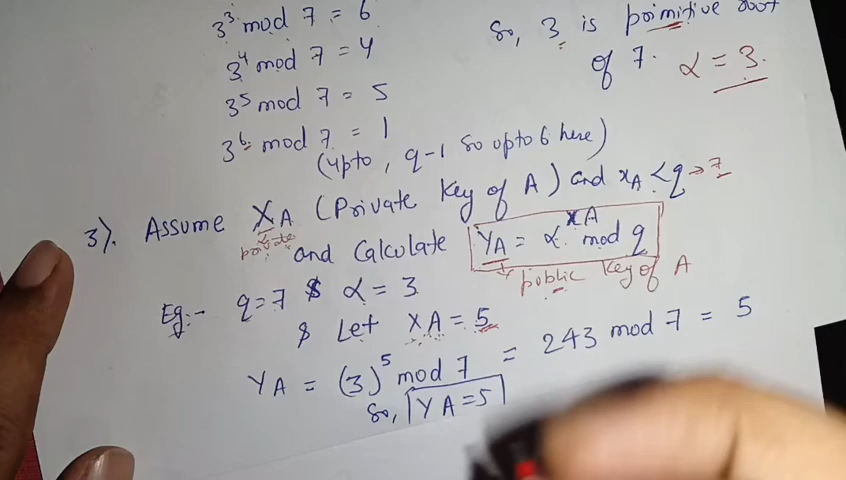 3³ mod 7 = 6
3⁴ mod 7 = 4
3⁵ mod 7 = 5
3⁶ mod 7 = 1
(upto, q-1 so upto 6 here)
So, 3 is primitive root
of 7. α = 3.
3). Assume XA (Private Key of A) and xA < q → 7
private
and Calculate YA = α^xA mod q
public Key of A
Eg:- q=7 & α = 3
& Let XA = 5
YA = (3)⁵ mod 7 = 243 mod 7 = 5
So, YA = 5